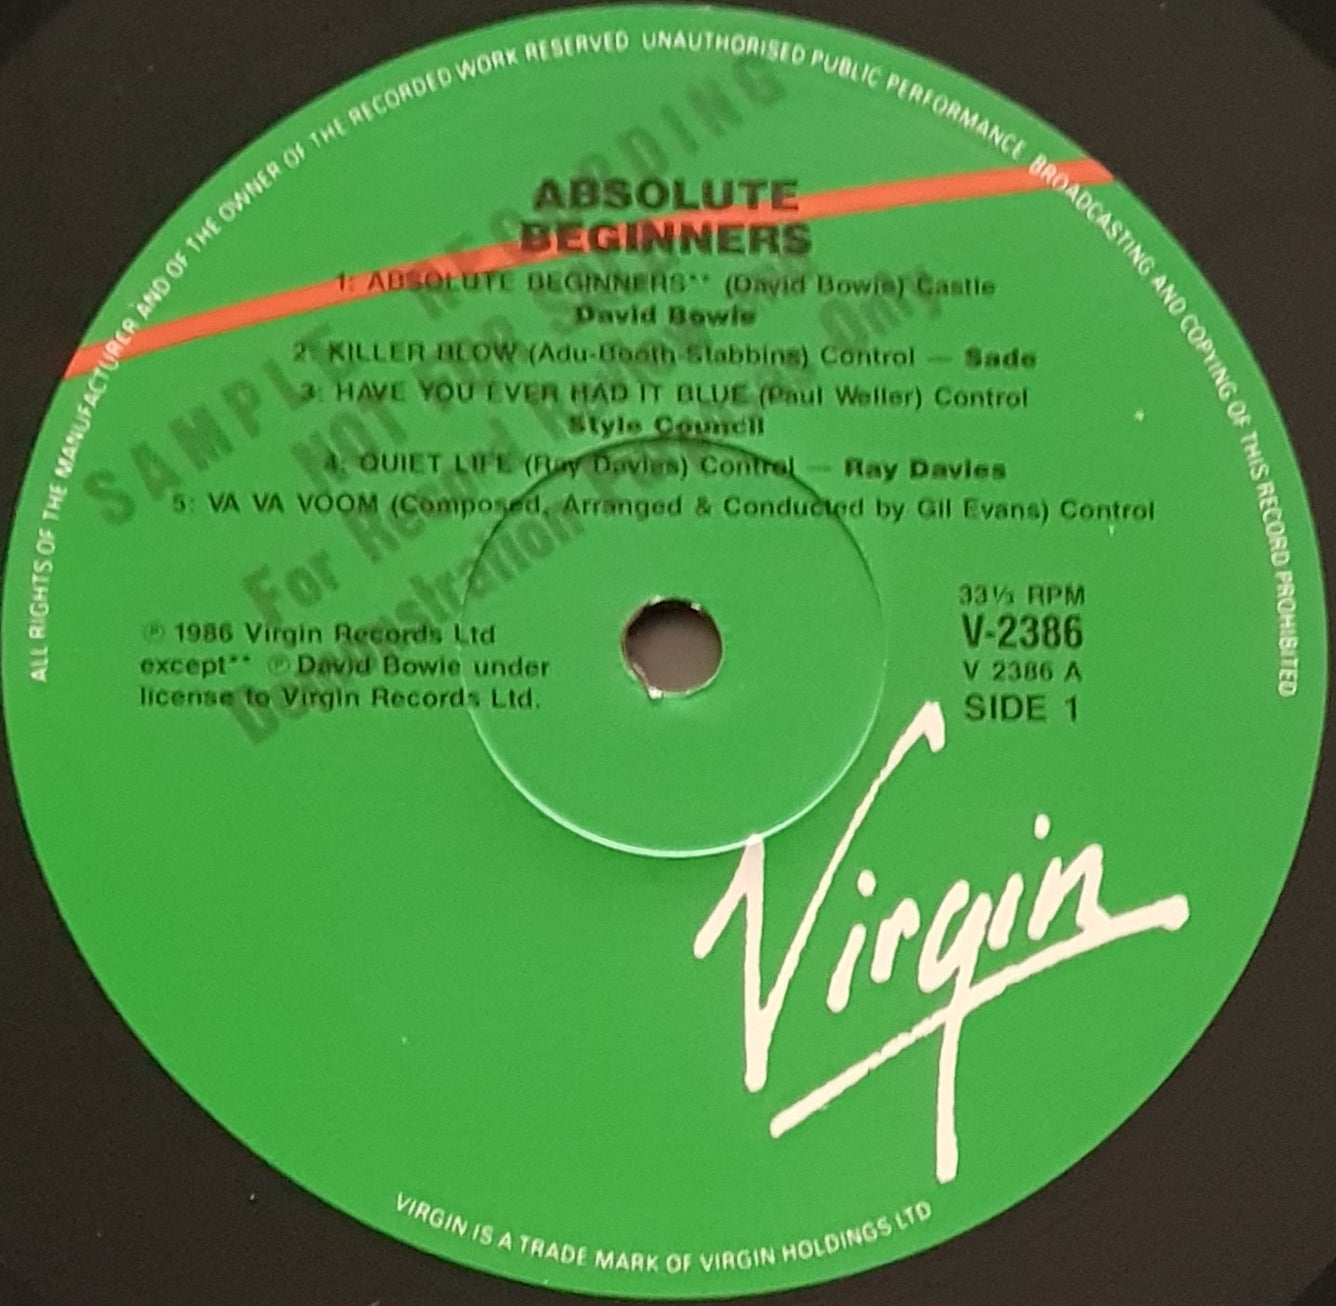 ALL RIGHTS OF THE MANUFACTURER AND OF THE OWNER OF THE RECORDED WORK RESERVED UNAUTHORISED PUBLIC PERFORMANCE BROADCASTING AND COPYING OF THIS RECORD PROHIBITED
ABSOLUTE
BEGINNERS
1: ABSOLUTE BEGINNERS** (David Bowie) Castle
David Bowie
2: KILLER BLOW (Adu-Booth-Stabbins) Control — Sade
3: HAVE YOU EVER HAD IT BLUE (Paul Weller) Control
Style Council
4: QUIET LIFE (Ray Davies) Control — Ray Davies
5: VA VA VOOM (Composed, Arranged & Conducted by Gil Evans) Control
SAMPLE RECORDING
NOT FOR
For Record
Demonstration Only
℗ 1986 Virgin Records Ltd
except** ℗ David Bowie under
license to Virgin Records Ltd.
33⅓ RPM
V-2386
V 2386 A
SIDE 1
Virgin
VIRGIN IS A TRADE MARK OF VIRGIN HOLDINGS LTD